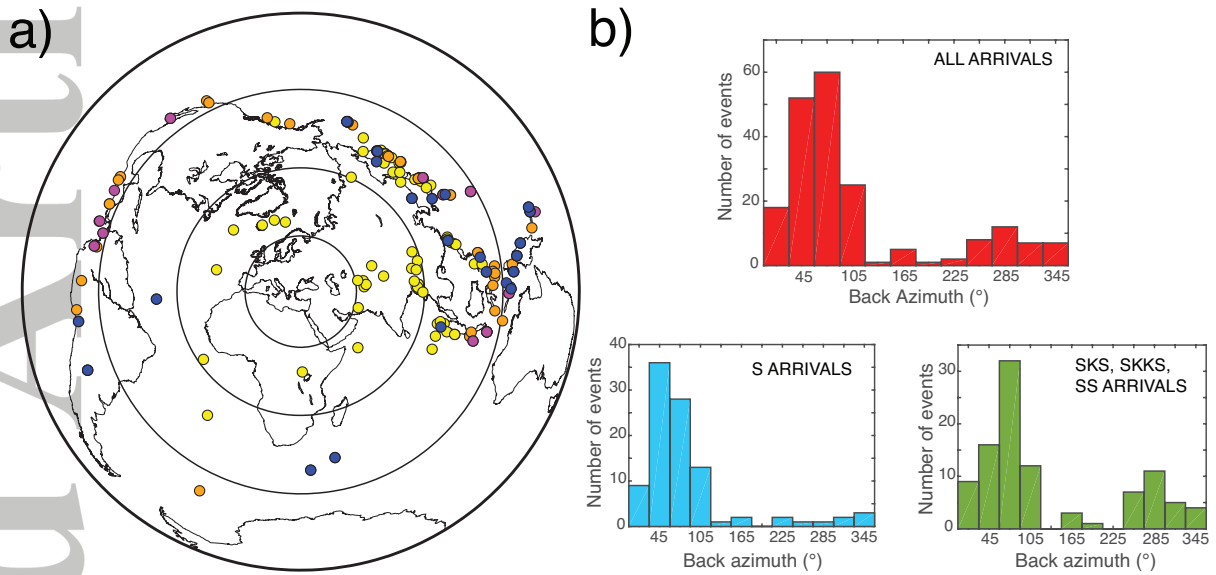 a)
b)
ALL ARRIVALS
Number of events
60
40
20
0
45 105 165 225 285 345
Back Azimuth (°)
S ARRIVALS
Number of events
40
30
20
10
0
45 105 165 225 285 345
Back azimuth (°)
SKS, SKKS,
SS ARRIVALS
Number of events
30
20
10
0
45 105 165 225 285 345
Back azimuth (°)